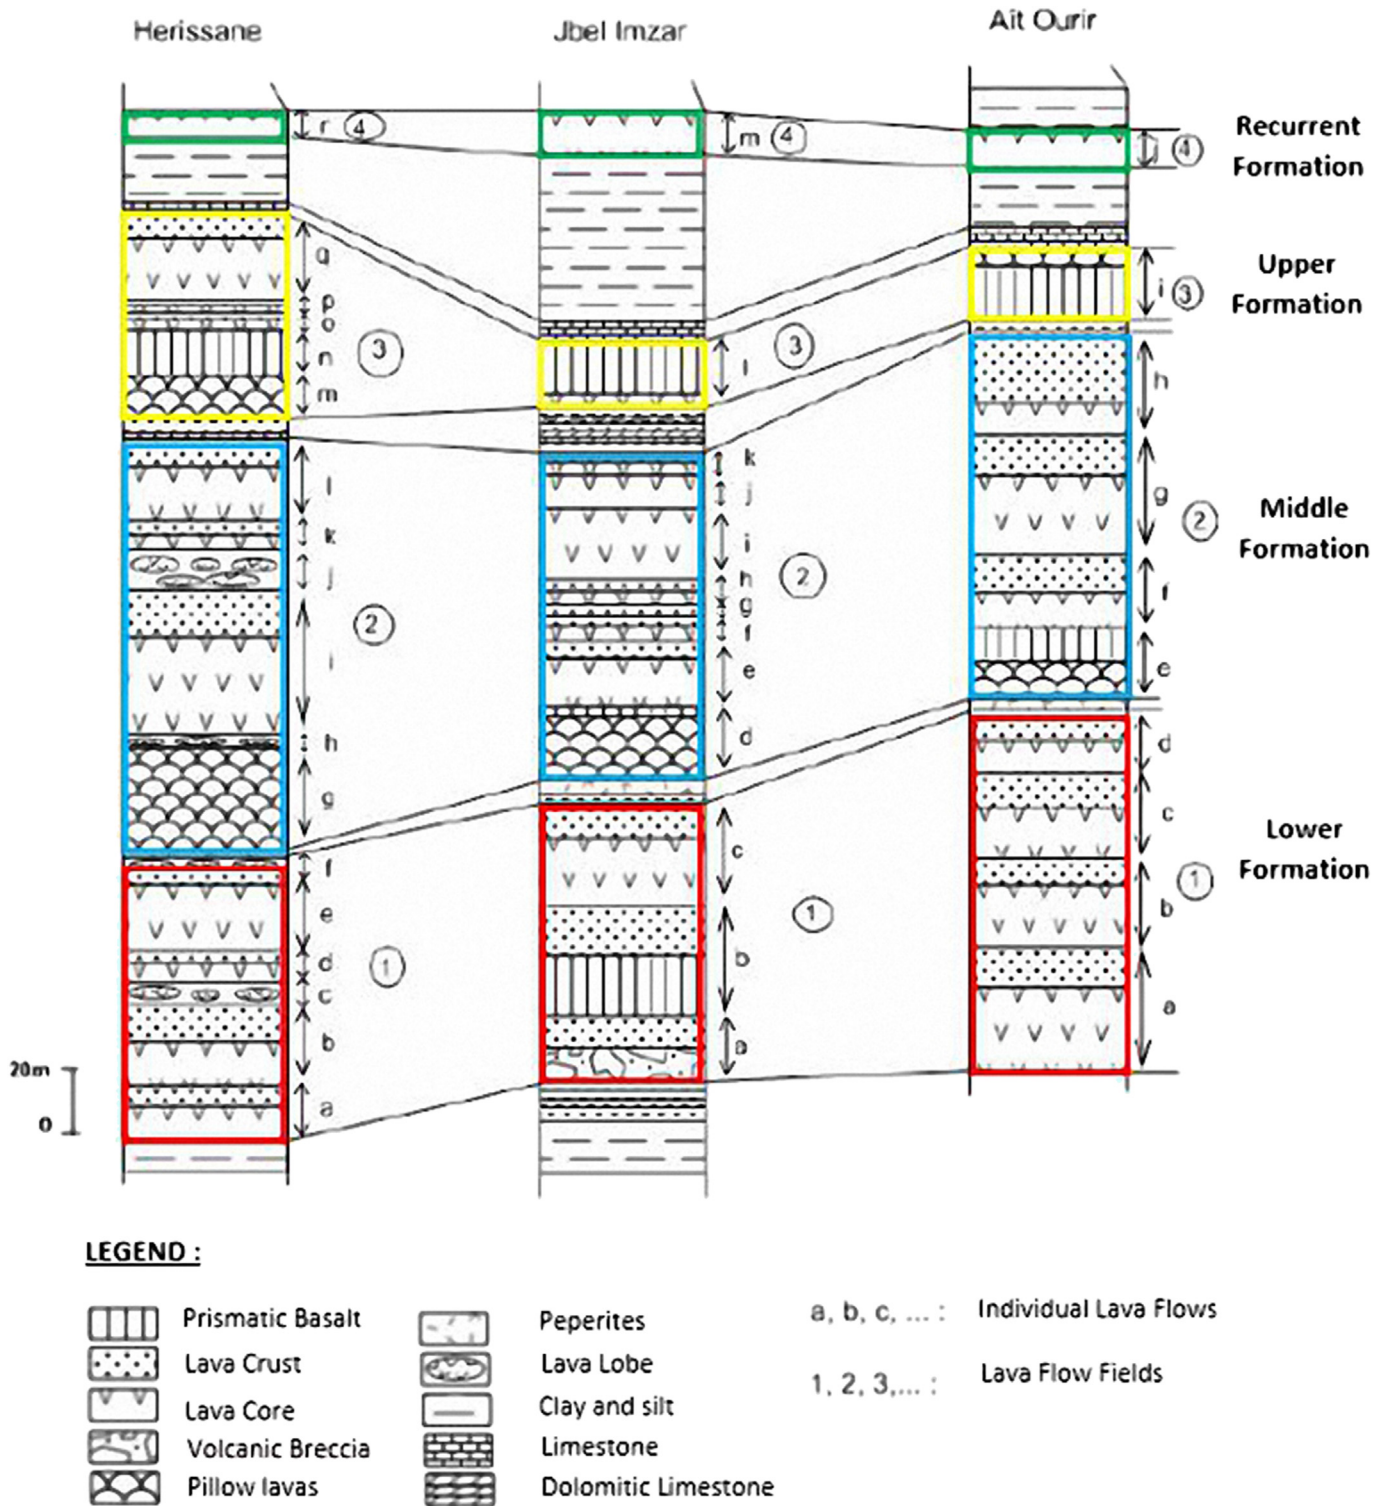 Herissane
Jbel Imzar
Ait Ourir
r 4
m 4
j 4
Recurrent
Formation
q
p
o
n
m
3
l
3
i 3
Upper
Formation
l
k
j
i
h
g
2
k
j
i
h
g
f
e
d
2
h
g
f
e
2
Middle
Formation
f
e
d
c
b
a
1
c
b
a
1
d
c
b
a
1
Lower
Formation
20m
0
LEGEND :
Prismatic Basalt
Lava Crust
Lava Core
Volcanic Breccia
Pillow lavas
Peperites
Lava Lobe
Clay and silt
Limestone
Dolomitic Limestone
a, b, c, ... : Individual Lava Flows
1, 2, 3,... : Lava Flow Fields